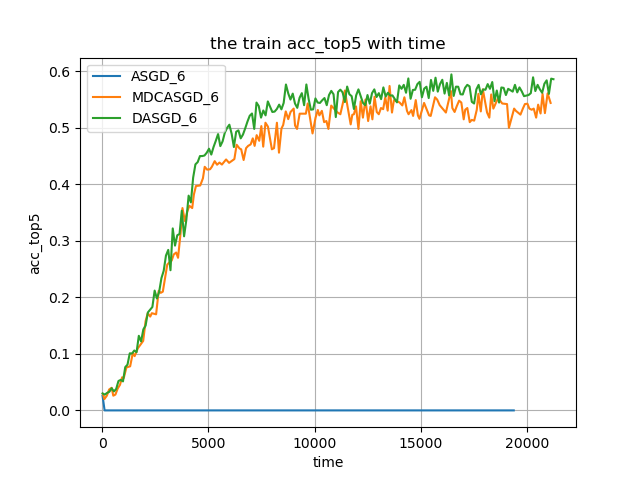 the train acc_top5 with time
ASGD_6
MDCASGD_6
DASGD_6
0.6
0.5
0.4
0.3
0.2
0.1
0.0
acc_top5
0 5000 10000 15000 20000
time